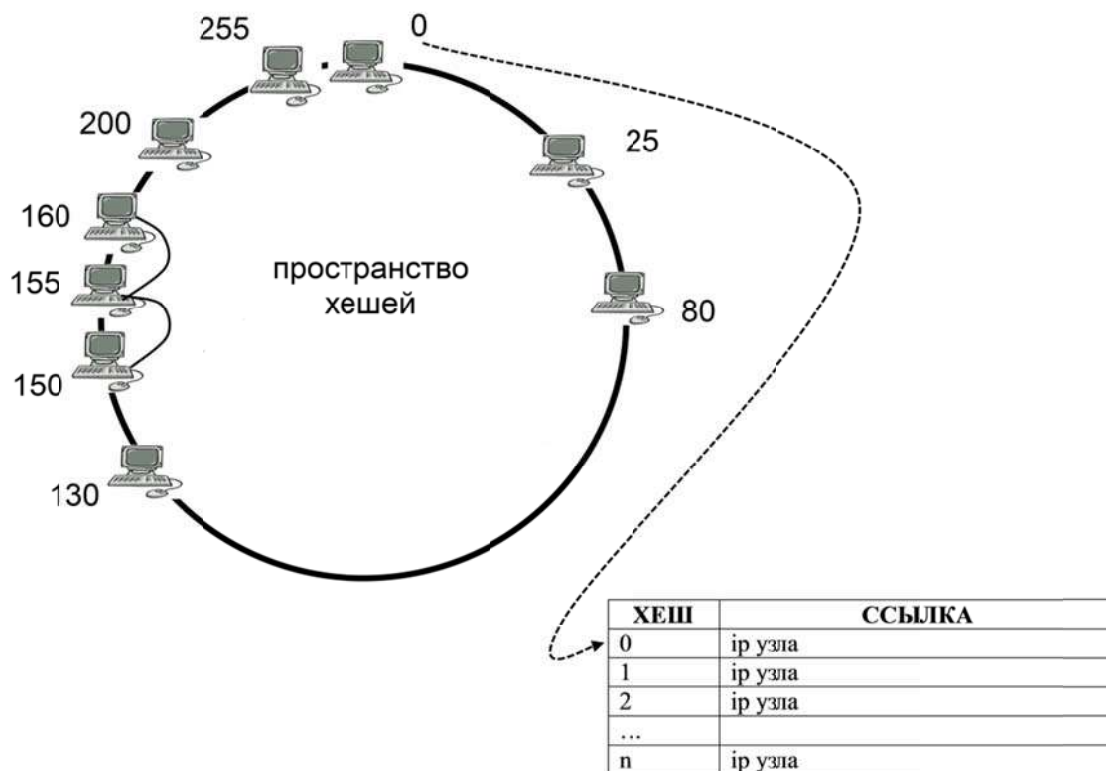 255
0
200
25
160
155
пространство
хешей
80
150
130
ХЕШ ССЫЛКА
0 ip узла
1 ip узла
2 ip узла
...
n ip узла